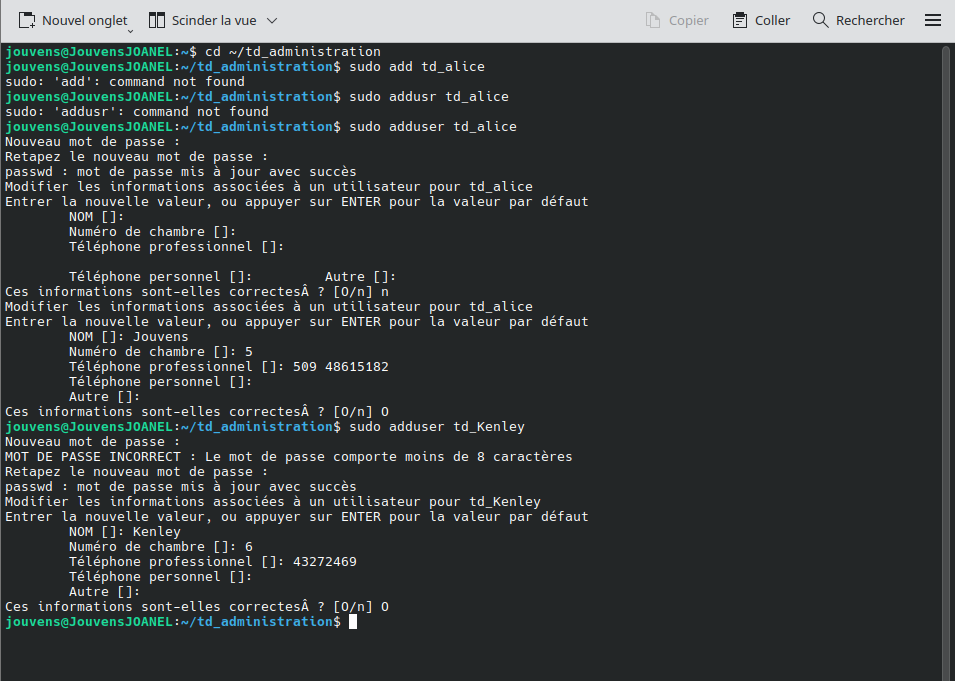 Nouvel onglet Scinder la vue Copier Coller Rechercher
jouvens@JouvensJOANEL:~$ cd ~/td_administration
jouvens@JouvensJOANEL:~/td_administration$ sudo add td_alice
sudo: 'add': command not found
jouvens@JouvensJOANEL:~/td_administration$ sudo addusr td_alice
sudo: 'addusr': command not found
jouvens@JouvensJOANEL:~/td_administration$ sudo adduser td_alice
Nouveau mot de passe :
Retapez le nouveau mot de passe :
passwd : mot de passe mis à jour avec succès
Modifier les informations associées à un utilisateur pour td_alice
Entrer la nouvelle valeur, ou appuyer sur ENTER pour la valeur par défaut
NOM []:
Numéro de chambre []:
Téléphone professionnel []:
Téléphone personnel []: Autre []:
Ces informations sont-elles correctesÂ ? [O/n] n
Modifier les informations associées à un utilisateur pour td_alice
Entrer la nouvelle valeur, ou appuyer sur ENTER pour la valeur par défaut
NOM []: Jouvens
Numéro de chambre []: 5
Téléphone professionnel []: 509 48615182
Téléphone personnel []:
Autre []:
Ces informations sont-elles correctesÂ ? [O/n] O
jouvens@JouvensJOANEL:~/td_administration$ sudo adduser td_Kenley
Nouveau mot de passe :
MOT DE PASSE INCORRECT : Le mot de passe comporte moins de 8 caractères
Retapez le nouveau mot de passe :
passwd : mot de passe mis à jour avec succès
Modifier les informations associées à un utilisateur pour td_Kenley
Entrer la nouvelle valeur, ou appuyer sur ENTER pour la valeur par défaut
NOM []: Kenley
Numéro de chambre []: 6
Téléphone professionnel []: 43272469
Téléphone personnel []:
Autre []:
Ces informations sont-elles correctesÂ ? [O/n] O
jouvens@JouvensJOANEL:~/td_administration$